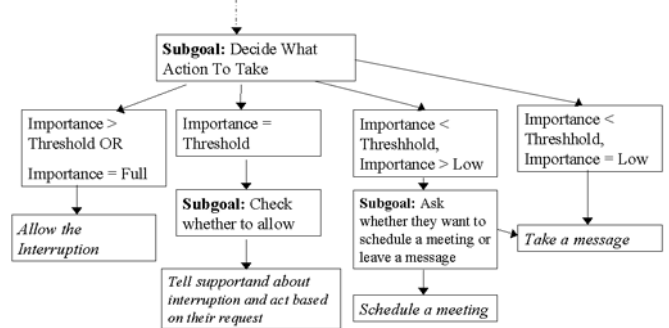 Subgoal: Decide What
Action To Take
Importance >
Threshold OR
Importance = Full
Importance =
Threshold
Importance <
Threshhold,
Importance > Low
Importance <
Threshhold,
Importance = Low
Allow the
Interruption
Subgoal: Check
whether to allow
Subgoal: Ask
whether they want to
schedule a meeting or
leave a message
Take a message
Tell supportand about
interruption and act based
on their request
Schedule a meeting